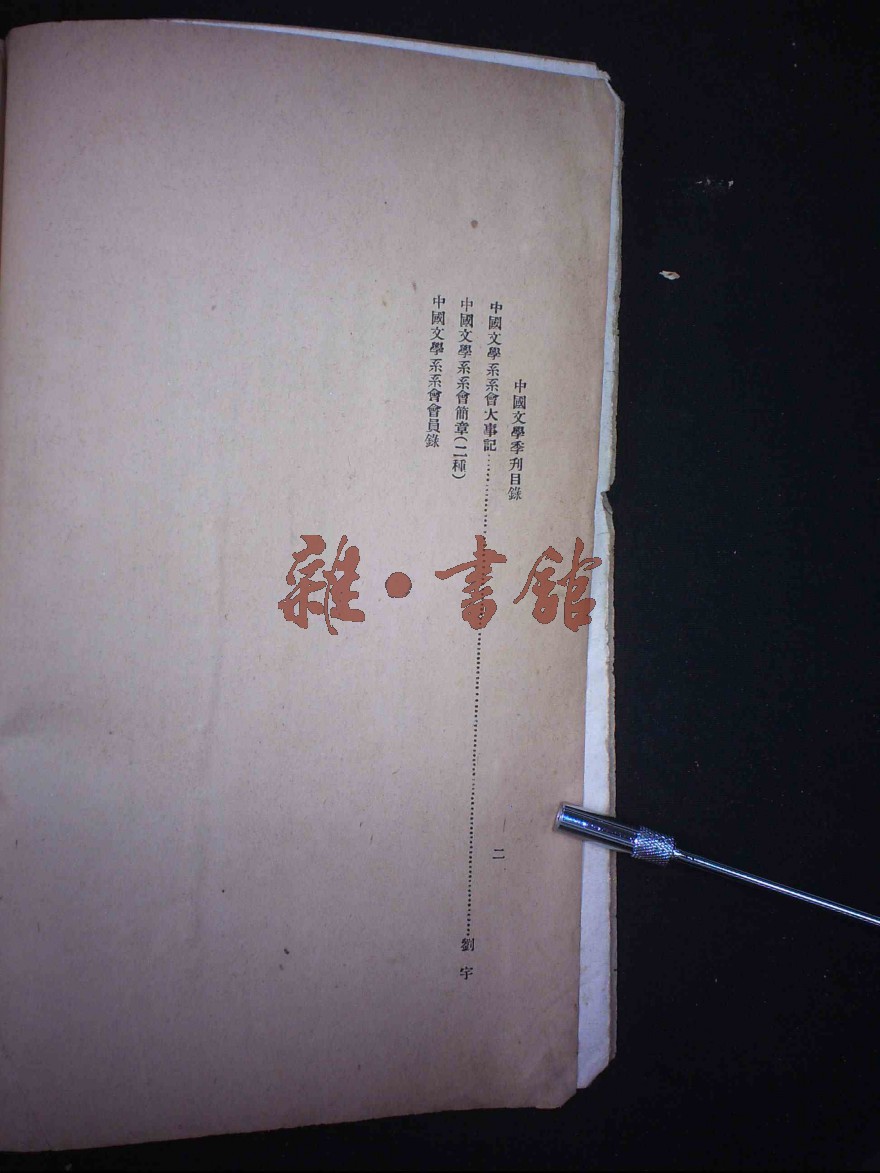 中國文學季刋目錄
二
中國文學系系會大事記……劉宇
中國文學系系會簡章(二種)
中國文學系系會會員錄
雜·書館